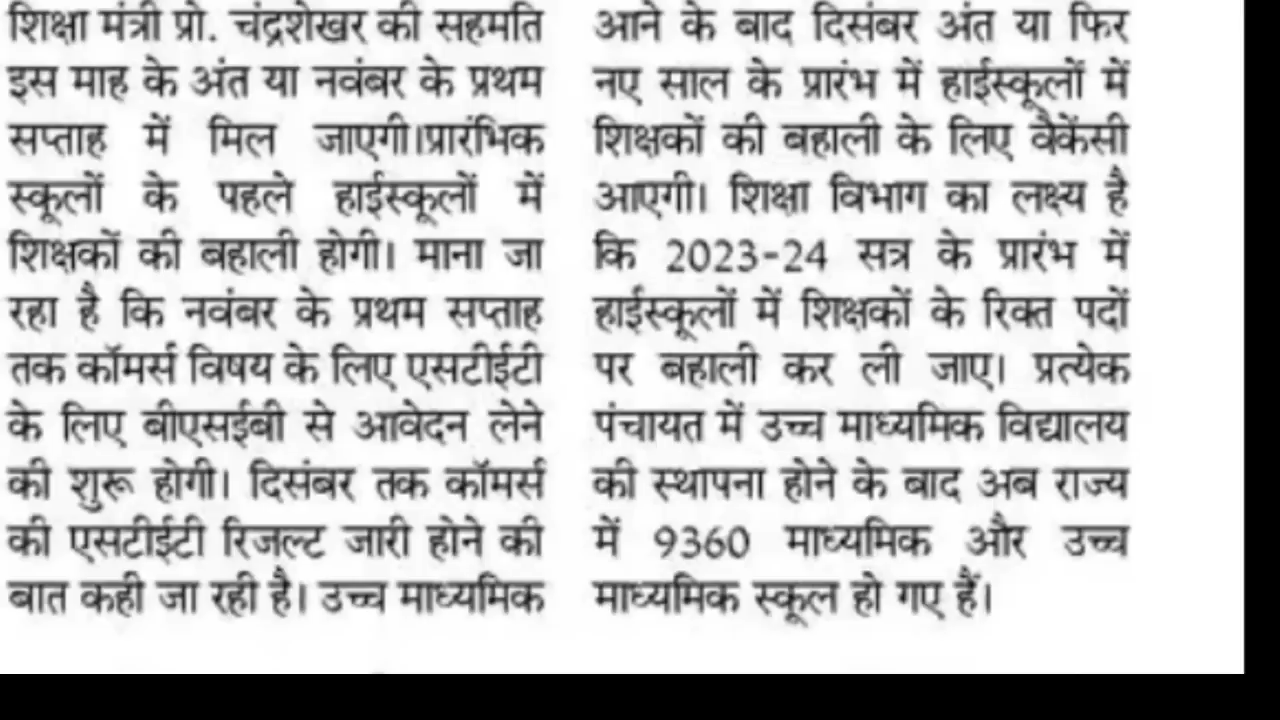 शिक्षा मंत्री प्रो. चंद्रशेखर की सहमति
इस माह के अंत या नवंबर के प्रथम
सप्ताह में मिल जाएगी।प्रारंभिक
स्कूलों के पहले हाईस्कूलों में
शिक्षकों की बहाली होगी। माना जा
रहा है कि नवंबर के प्रथम सप्ताह
तक कॉमर्स विषय के लिए एसटीईटी
के लिए बीएसईबी से आवेदन लेने
की शुरू होगी। दिसंबर तक कॉमर्स
की एसटीईटी रिजल्ट जारी होने की
बात कही जा रही है। उच्च माध्यमिक
आने के बाद दिसंबर अंत या फिर
नए साल के प्रारंभ में हाईस्कूलों में
शिक्षकों की बहाली के लिए वैकेंसी
आएगी। शिक्षा विभाग का लक्ष्य है
कि 2023-24 सत्र के प्रारंभ में
हाईस्कूलों में शिक्षकों के रिक्त पदों
पर बहाली कर ली जाए। प्रत्येक
पंचायत में उच्च माध्यमिक विद्यालय
की स्थापना होने के बाद अब राज्य
में 9360 माध्यमिक और उच्च
माध्यमिक स्कूल हो गए हैं।